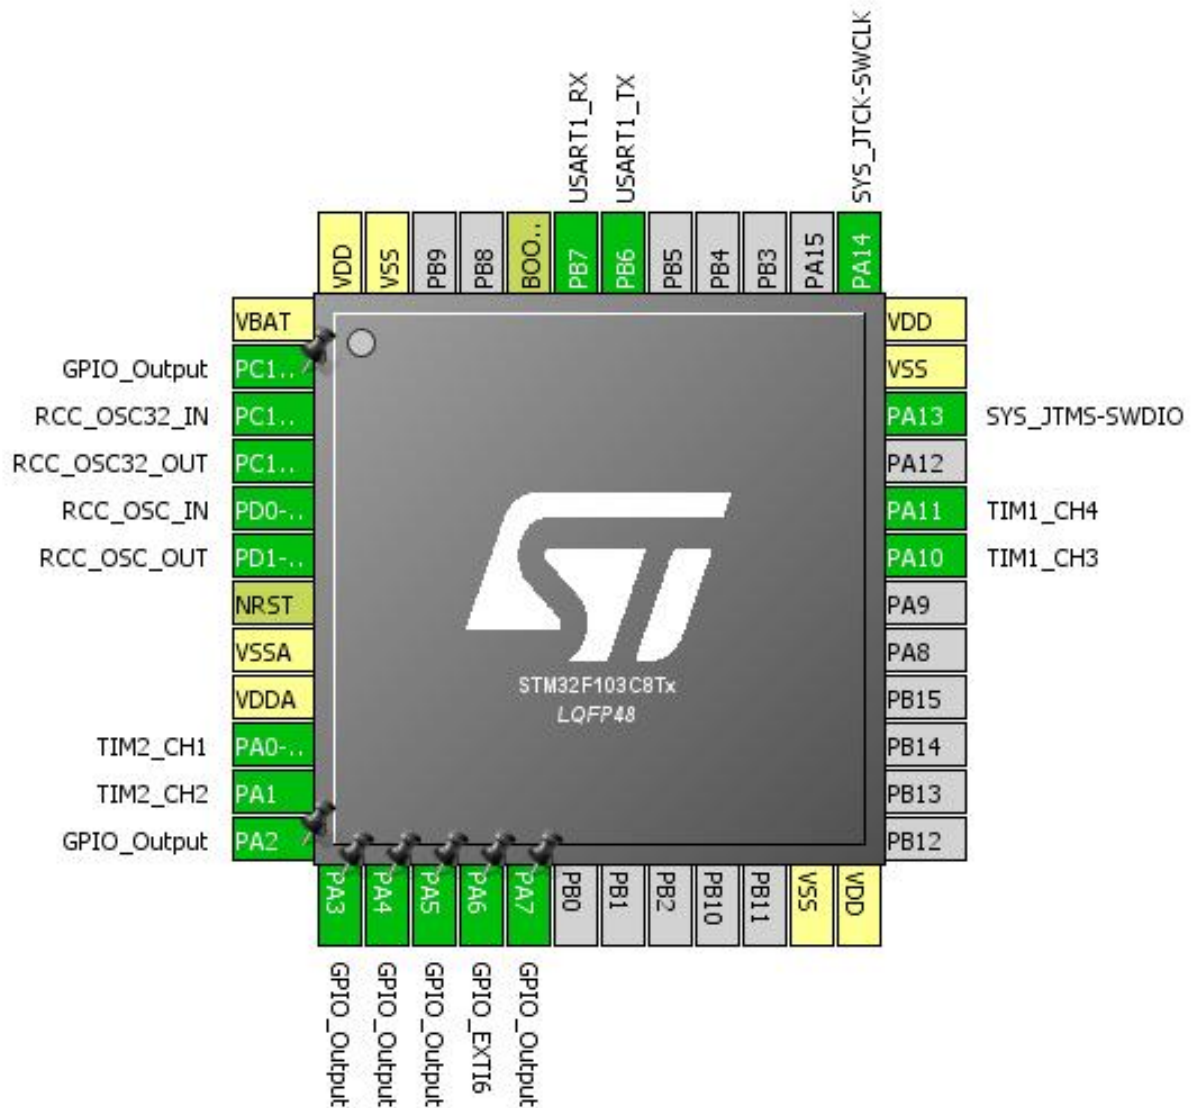 USART1_RX
USART1_TX
SYS_JTCK-SWCLK
VDD
VSS
PB9
PB8
BOO..
PB7
PB6
PB5
PB4
PB3
PA15
PA14
VBAT
GPIO_Output PC1..
RCC_OSC32_IN PC1..
RCC_OSC32_OUT PC1..
RCC_OSC_IN PD0-..
RCC_OSC_OUT PD1-..
NRST
VSSA
VDDA
TIM2_CH1 PA0-..
TIM2_CH2 PA1
GPIO_Output PA2
STM32F103C8Tx
LQFP48
VDD
VSS
PA13 SYS_JTMS-SWDIO
PA12
PA11 TIM1_CH4
PA10 TIM1_CH3
PA9
PA8
PB15
PB14
PB13
PB12
PA3
PA4
PA5
PA6
PA7
PB0
PB1
PB2
PB10
PB11
VSS
VDD
GPIO_Output
GPIO_Output
GPIO_Output
GPIO_EXTI6
GPIO_Output